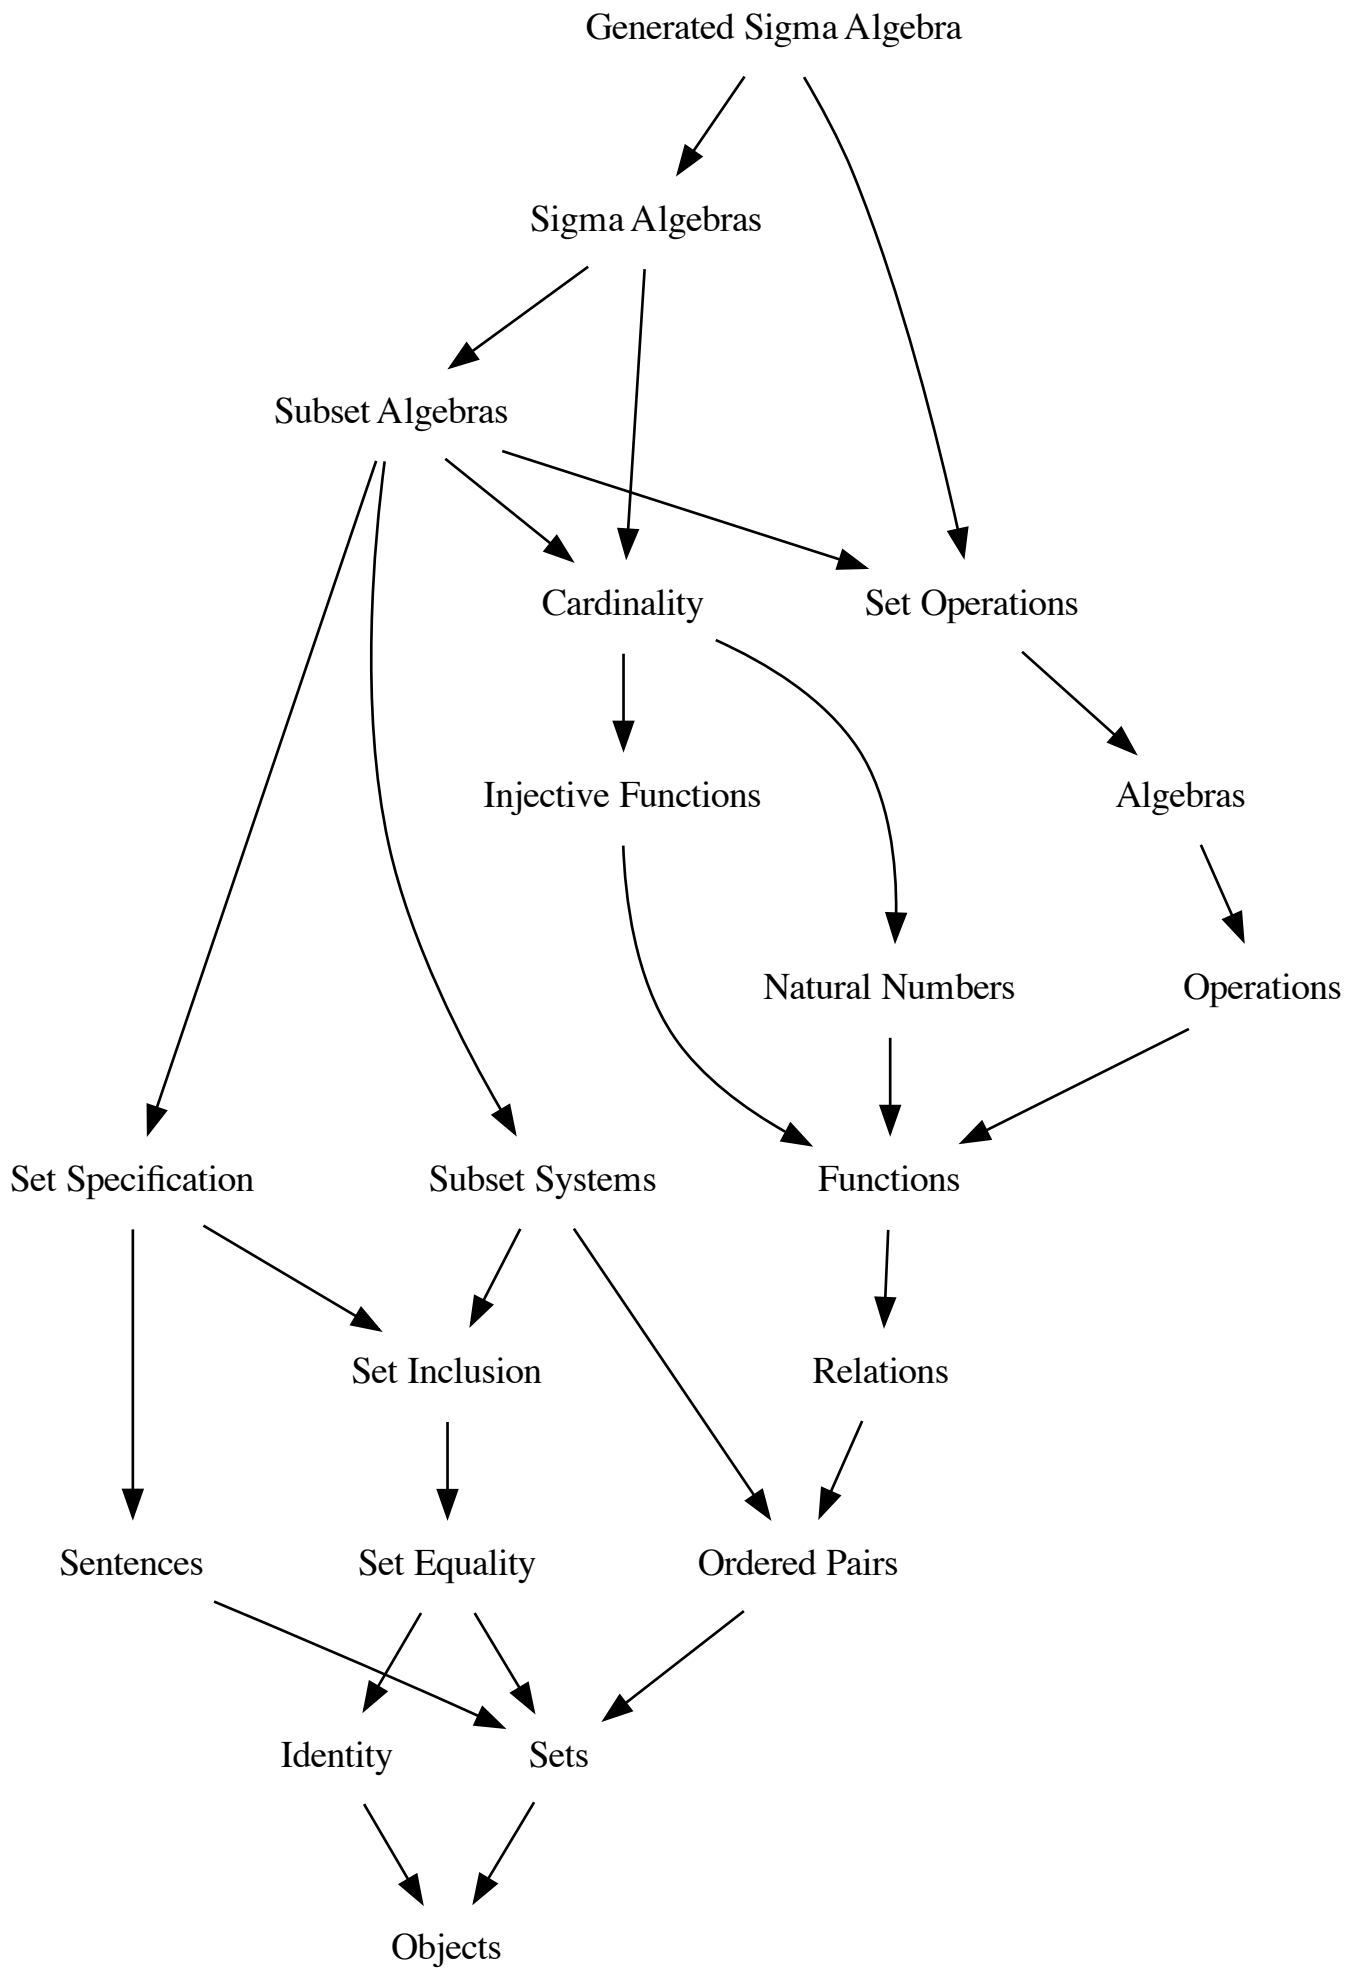 Generated Sigma Algebra
Sigma Algebras
Subset Algebras
Cardinality
Set Operations
Injective Functions
Algebras
Natural Numbers
Operations
Set Specification
Subset Systems
Functions
Set Inclusion
Relations
Sentences
Set Equality
Ordered Pairs
Identity
Sets
Objects